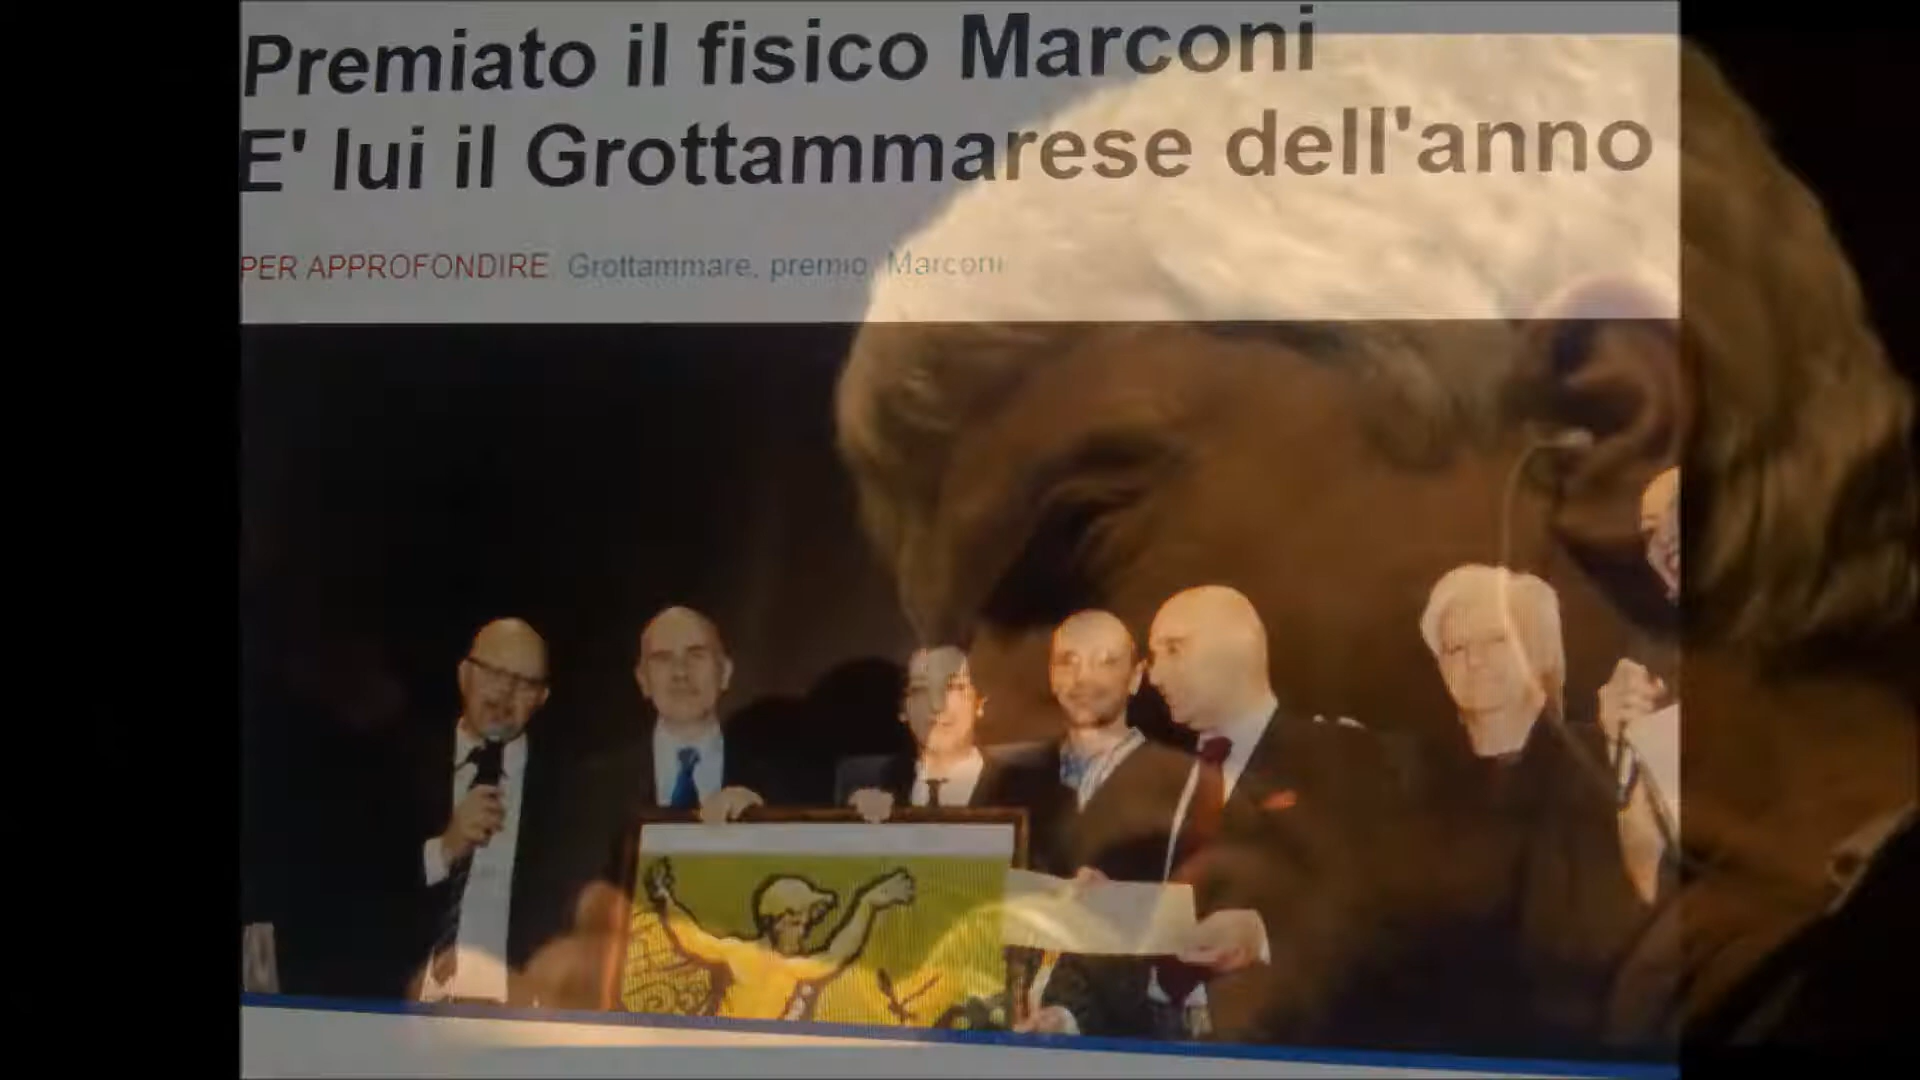 Premiato il fisico Marconi
E' lui il Grottammarese dell'anno
PER APPROFONDIRE Grottammare, premio, Marconi